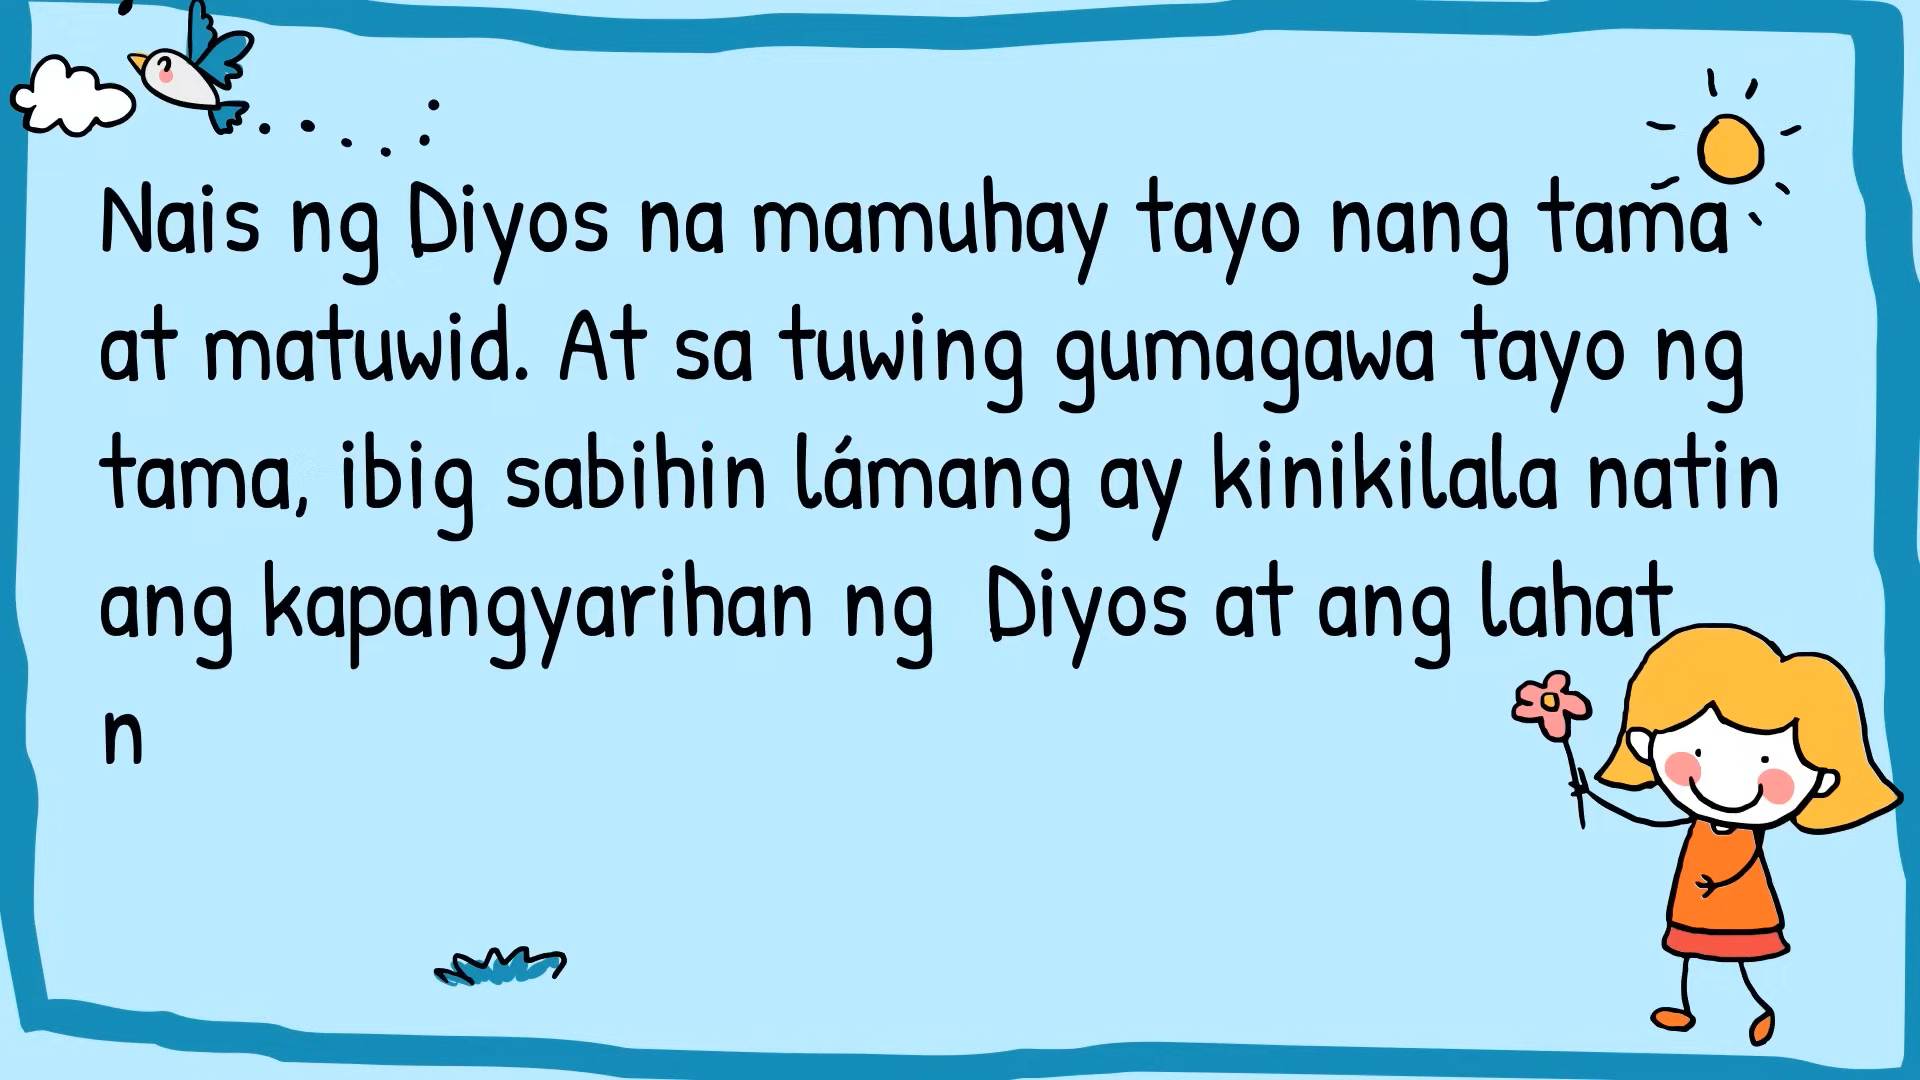 Nais ng Diyos na mamuhay tayo nang tama
at matuwid. At sa tuwing gumagawa tayo ng
tama, ibig sabihin lámang ay kinikilala natin
ang kapangyarihan ng  Diyos at ang lahat
n